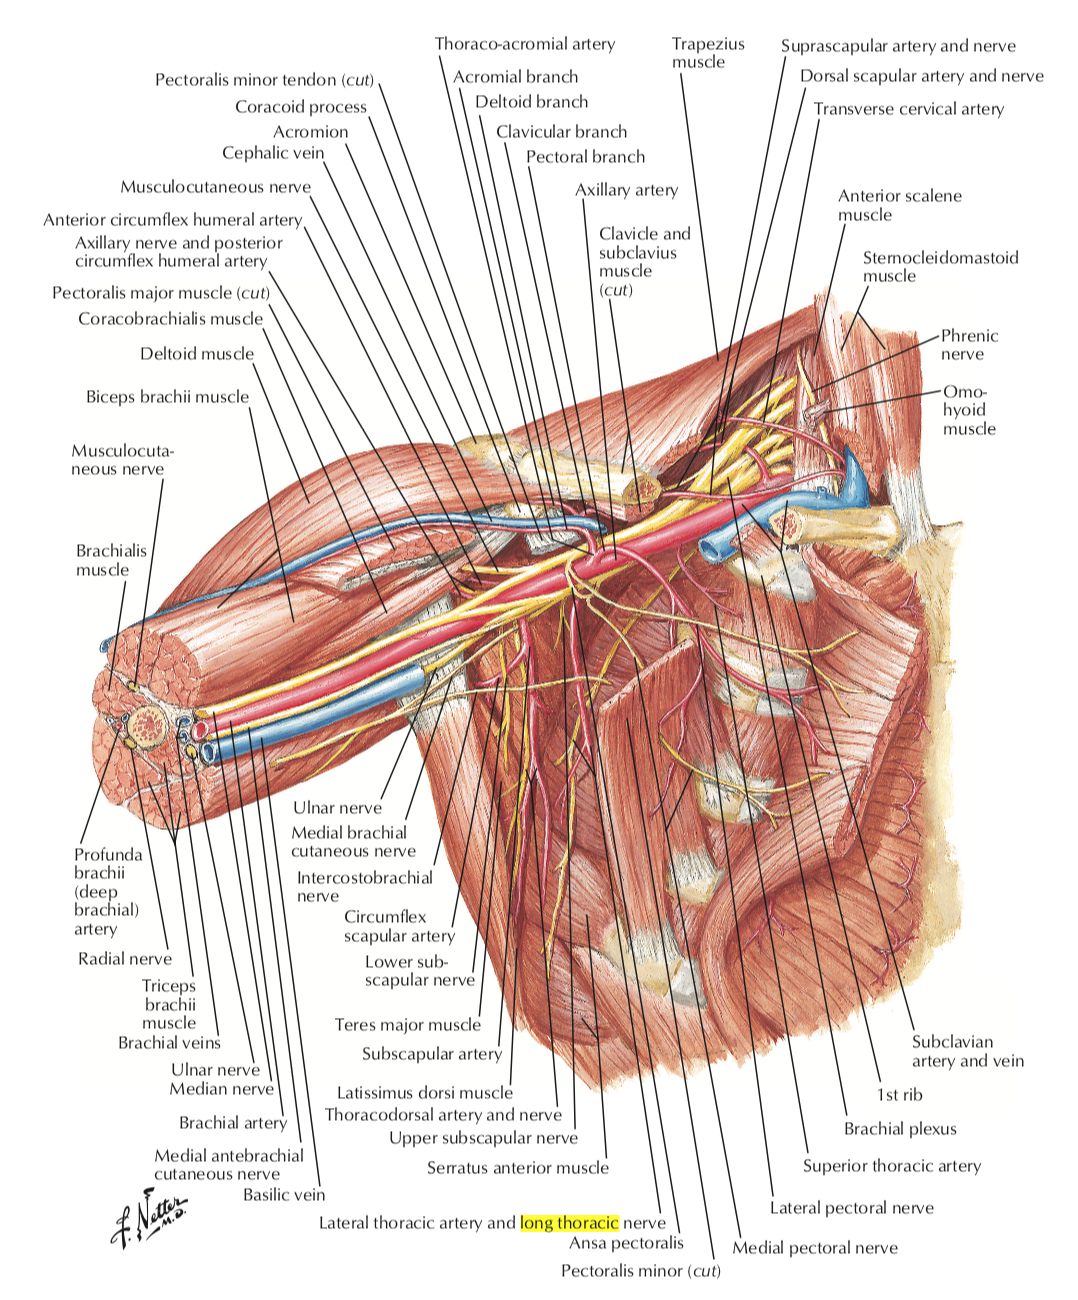 Thoraco-acromial artery
Acromial branch
Deltoid branch
Clavicular branch
Pectoral branch
Axillary artery
Clavicle and
subclavius
muscle
(cut)
Trapezius
muscle
Suprascapular artery and nerve
Dorsal scapular artery and nerve
Transverse cervical artery
Anterior scalene
muscle
Sternocleidomastoid
muscle
Phrenic
nerve
Omo-
hyoid
muscle
Pectoralis minor tendon (cut)
Coracoid process
Acromion
Cephalic vein
Musculocutaneous nerve
Anterior circumflex humeral artery
Axillary nerve and posterior
circumflex humeral artery
Pectoralis major muscle (cut)
Coracobrachialis muscle
Deltoid muscle
Biceps brachii muscle
Musculocuta-
neous nerve
Brachialis
muscle
Profunda
brachii
(deep
brachial)
artery
Radial nerve
Triceps
brachii
muscle
Brachial veins
Ulnar nerve
Median nerve
Brachial artery
Medial antebrachial
cutaneous nerve
Basilic vein
Ulnar nerve
Medial brachial
cutaneous nerve
Intercostobrachial
nerve
Circumflex
scapular artery
Lower sub-
scapular nerve
Teres major muscle
Subscapular artery
Latissimus dorsi muscle
Thoracodorsal artery and nerve
Upper subscapular nerve
Serratus anterior muscle
Lateral thoracic artery and long thoracic nerve
Ansa pectoralis
Pectoralis minor (cut)
Medial pectoral nerve
Lateral pectoral nerve
Superior thoracic artery
Brachial plexus
1st rib
Subclavian
artery and vein
F. Netter
M.D.